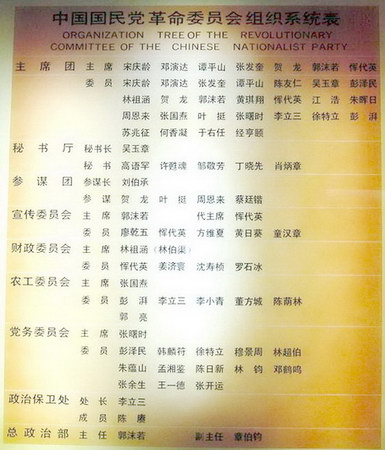 中国国民党革命委员会组织系统表
ORGANIZATION TREE OF THE REVOLUTIONARY
COMMITTEE OF THE CHINESE NATIONALIST PARTY
主席团 主席 宋庆龄 邓演达 谭平山 张发奎 贺龙 郭沫若 恽代英
委员 宋庆龄 邓演达 张发奎 谭平山 陈友仁 吴玉章 彭泽民
林祖涵 贺龙 郭沫若 黄琪翔 恽代英 江浩 朱晖日
周恩来 张国焘 叶挺 张曙时 李立三 徐特立 彭湃
苏兆征 何香凝 于右任 经亨颐
秘书厅 秘书长 吴玉章
秘书 高语罕 许甦魂 邹敬芳 丁晓先 肖炳章
参谋团 参谋长 刘伯承
参谋 贺龙 叶挺 周恩来 蔡廷锴
宣传委员会 主席 郭沫若 代主席 恽代英
委员 廖乾五 恽代英 方维夏 黄日葵 童汉章
财政委员会 主席 林祖涵(林伯渠)
委员 恽代英 姜济寰 沈寿桢 罗石冰
农工委员会 主席 张国焘
委员 彭湃 李立三 李小青 董方城 陈荫林
郭亮
党务委员会 主席 张曙时
委员 彭泽民 韩麟符 徐特立 穆景周 林超伯
朱蕴山 孟湘鉴 陈日新 林钧 邓鹤鸣
张余生 王一德 张开运
政治保卫处 处长 李立三
成员 陈赓
总政治部 主任 郭沫若 副主任 章伯钧